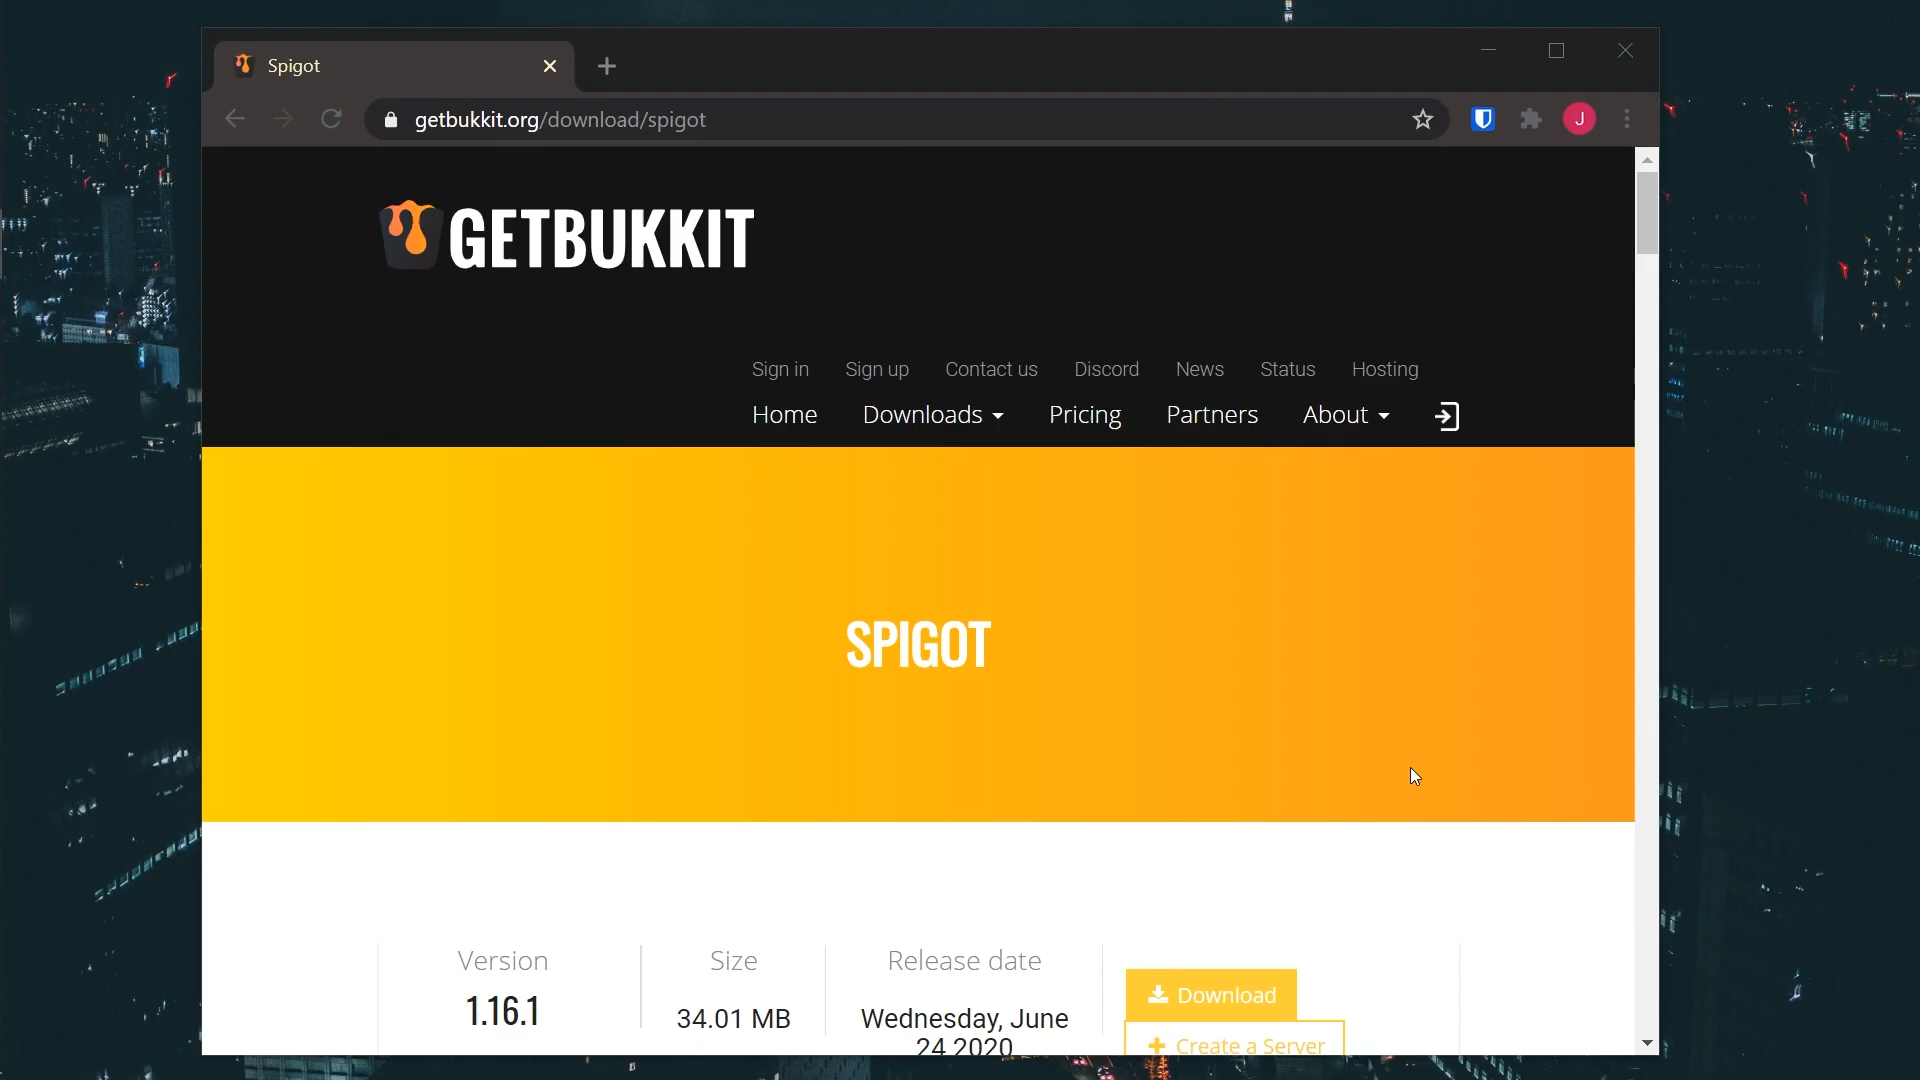 Spigot
getbukkit.org/download/spigot
J
GETBUKKIT
Sign in Sign up Contact us Discord News Status Hosting
Home Downloads Pricing Partners About
SPIGOT
Version Size Release date
1.16.1 34.01 MB Wednesday, June
24 2020
Download
Create a Server